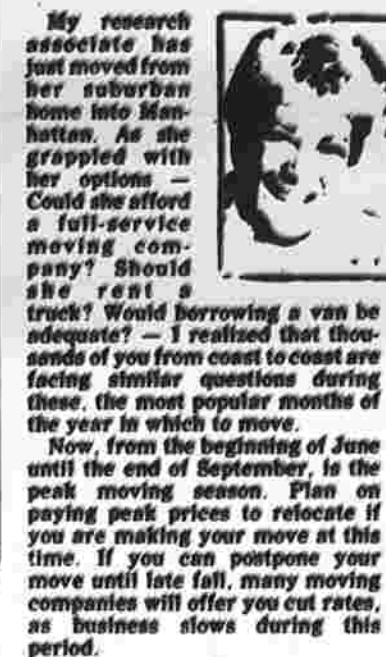 My research
associate has
just moved from
her suburban
home into Man-
hattan. As she
grappled with
her options —
Could she afford
a full-service
moving com-
pany? Should
she rent a
truck? Would borrowing a van be
adequate? — I realized that thou-
sands of you from coast to coast are
facing similar questions during
these, the most popular months of
the year in which to move.
Now, from the beginning of June
until the end of September, is the
peak moving season. Plan on
paying peak prices to relocate if
you are making your move at this
time. If you can postpone your
move until late fall, many moving
companies will offer you cut rates,
as business slows during this
period.